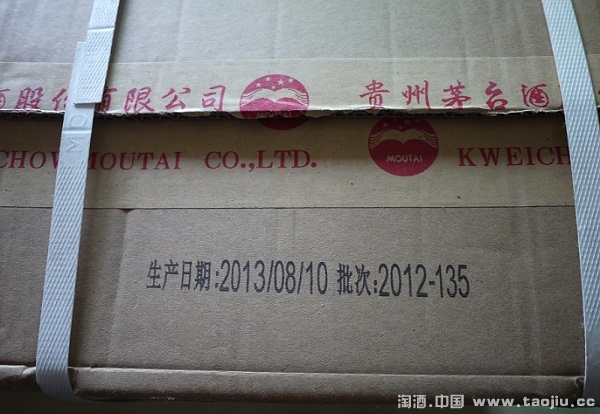 股份有限公司 MOUTAI 贵州茅台酒
CHOW MOUTAI CO.,LTD. MOUTAI KWEICH
生产日期:2013/08/10 批次:2012-135
淘酒.中国 www.taojiu.cc